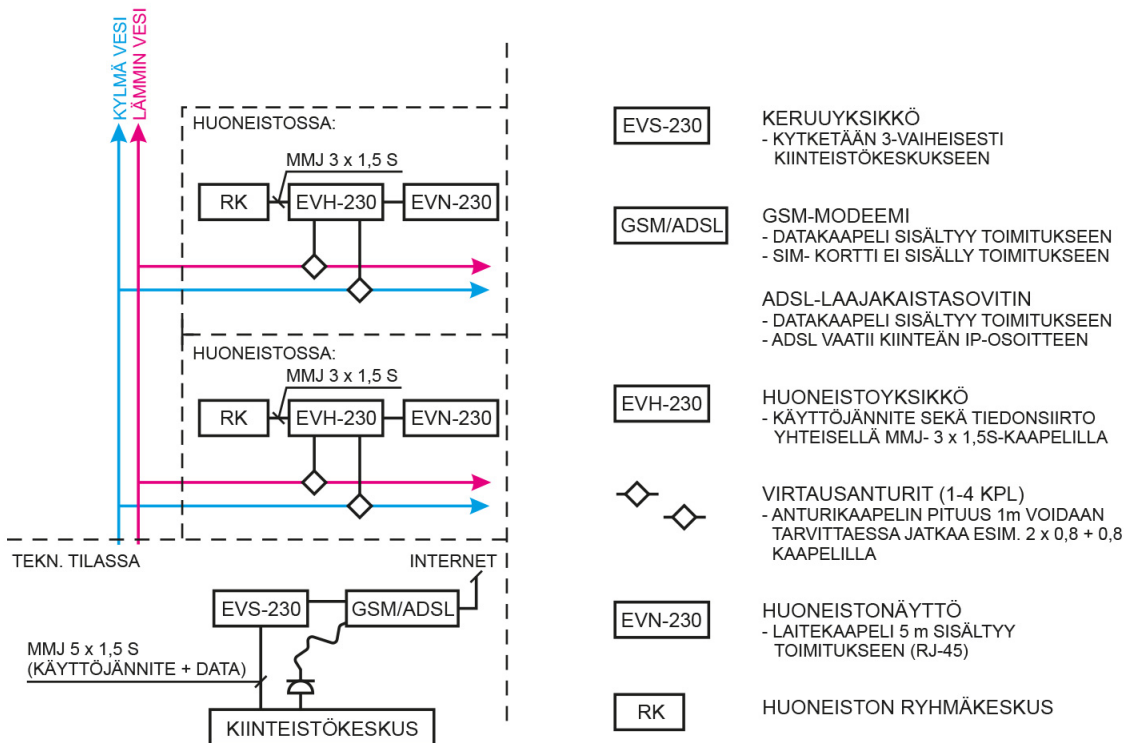 KYLMÄ VESI
LÄMMIN VESI
HUONEISTOSSA:
MMJ 3 x 1,5 S
RK
EVH-230
EVN-230
HUONEISTOSSA:
MMJ 3 x 1,5 S
RK
EVH-230
EVN-230
TEKN. TILASSA
INTERNET
EVS-230
GSM/ADSL
MMJ 5 x 1,5 S
(KÄYTTÖJÄNNITE + DATA)
KIINTEISTÖKESKUS
EVS-230
KERUUYKSIKKÖ
- KYTKETÄÄN 3-VAIHEISESTI
KIINTEISTÖKESKUKSEEN
GSM/ADSL
GSM-MODEEMI
- DATAKAAPELI SISÄLTYY TOIMITUKSEEN
- SIM- KORTTI EI SISÄLLY TOIMITUKSEEN
ADSL-LAAJAKAISTASOVITIN
- DATAKAAPELI SISÄLTYY TOIMITUKSEEN
- ADSL VAATII KIINTEÄN IP-OSOITTEEN
EVH-230
HUONEISTOYKSIKKÖ
- KÄYTTÖJÄNNITE SEKÄ TIEDONSIIRTO
YHTEISELLÄ MMJ- 3 x 1,5S-KAAPELILLA
VIRTAUSANTURIT (1-4 KPL)
- ANTURIKAAPELIN PITUUS 1m VOIDAAN
TARVITTAESSA JATKAA ESIM. 2 x 0,8 + 0,8
KAAPELILLA
EVN-230
HUONEISTONÄYTTÖ
- LAITEKAAPELI 5 m SISÄLTYY
TOIMITUKSEEN (RJ-45)
RK
HUONEISTON RYHMÄKESKUS